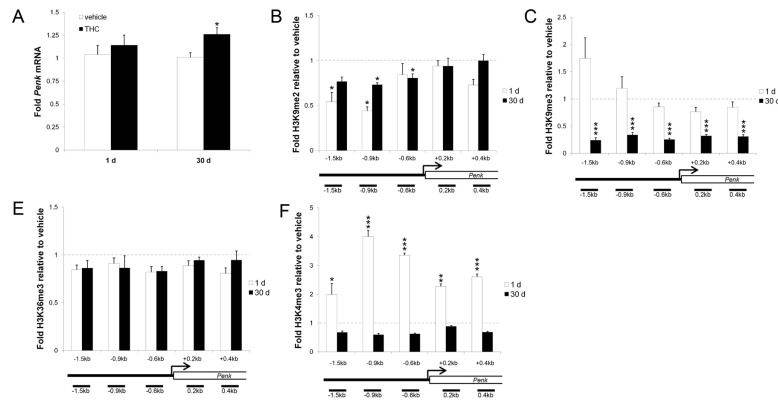 A
Fold Penk mRNA
1.5
1.25
1
0.75
0.5
0.25
0
vehicle
THC
*
1 d
30 d
B
Fold H3K9me2 relative to vehicle
1.5
1
0.5
0
* * * *
1 d
30 d
-1.5kb -0.9kb -0.6kb +0.2kb +0.4kb
Penk
-1.5kb -0.9kb -0.6kb 0.2kb 0.4kb
C
Fold H3K9me3 relative to vehicle
3
2.5
2
1.5
1
0.5
0
*** *** *** *** ***
1 d
30 d
-1.5kb -0.9kb -0.6kb +0.2kb +0.4kb
Penk
-1.5kb -0.9kb -0.6kb 0.2kb 0.4kb
E
Fold H3K36me3 relative to vehicle
1.5
1
0.5
0
1 d
30 d
-1.5kb -0.9kb -0.6kb +0.2kb +0.4kb
Penk
-1.5kb -0.9kb -0.6kb 0.2kb 0.4kb
F
Fold H3K4me3 relative to vehicle
5
4
3
2
1
0
* *** *** ** ***
1 d
30 d
-1.5kb -0.9kb -0.6kb +0.2kb +0.4kb
Penk
-1.5kb -0.9kb -0.6kb 0.2kb 0.4kb